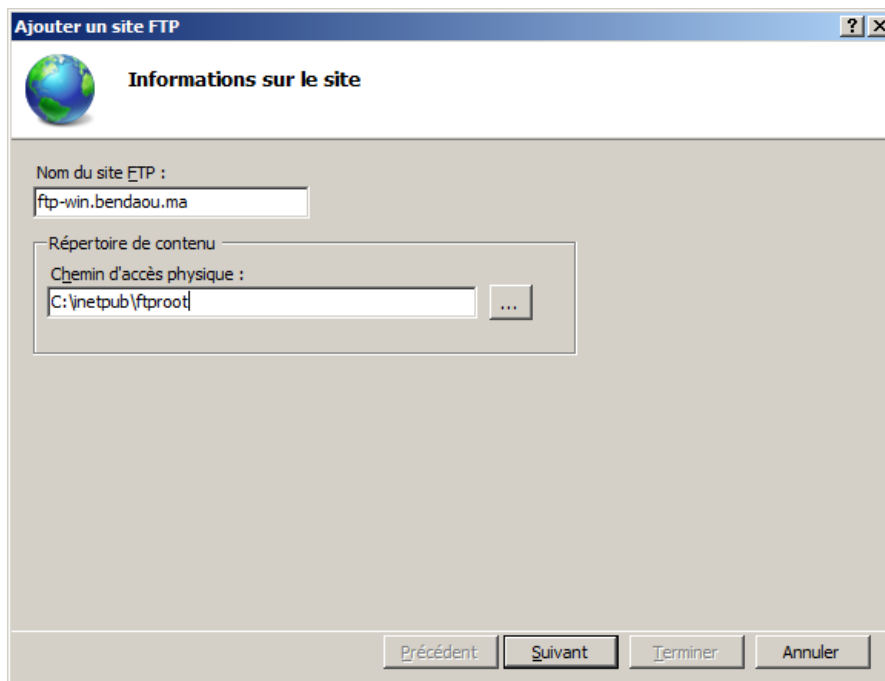 Ajouter un site FTP
Informations sur le site
Nom du site FTP :
ftp-win.bendaou.ma
Répertoire de contenu
Chemin d'accès physique :
C:\inetpub\ftproot
...
Précédent Suivant Terminer Annuler